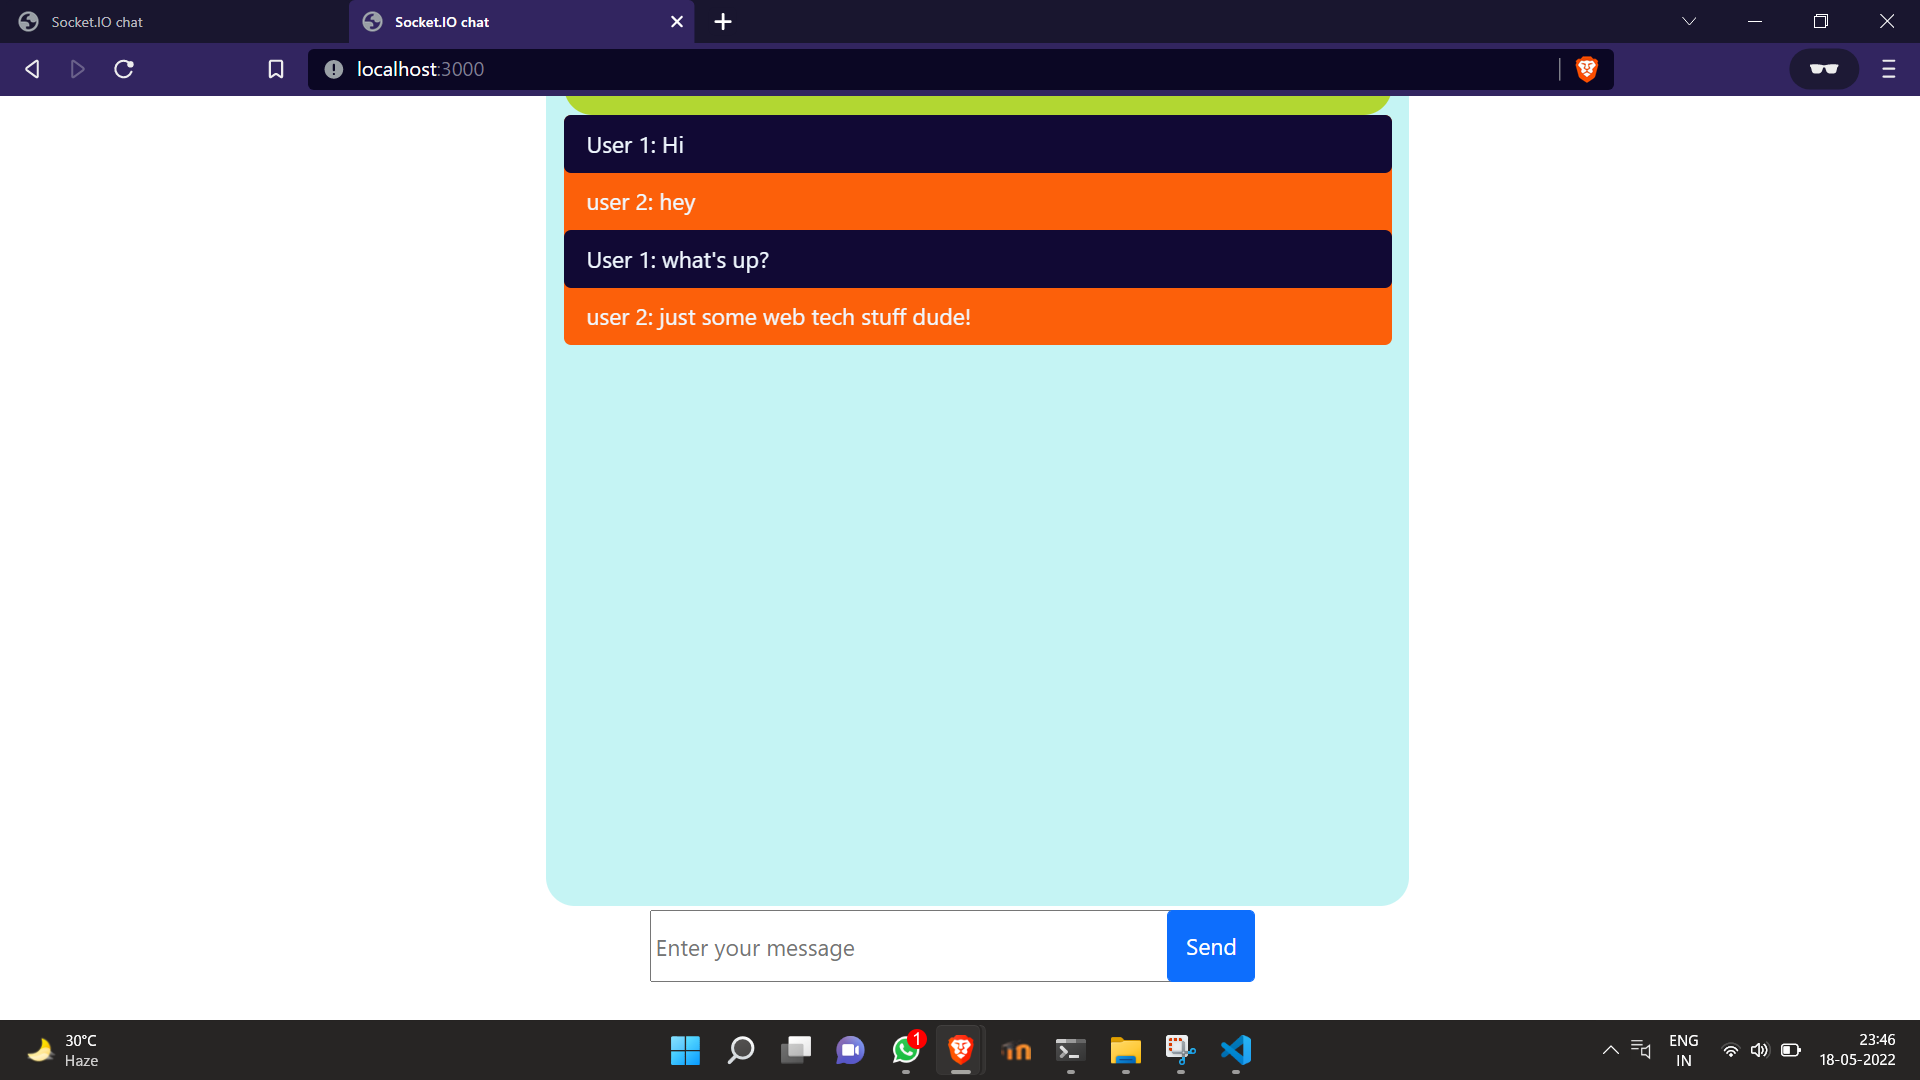 Socket.IO chat
Socket.IO chat
localhost:3000
User 1: Hi
user 2: hey
User 1: what's up?
user 2: just some web tech stuff dude!
Enter your message
Send
30°C
Haze
1
ENG
IN
23:46
18-05-2022